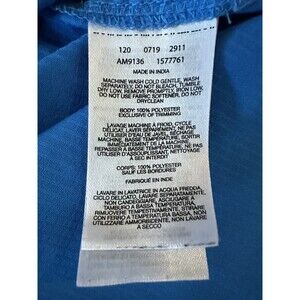 120 0719 2911
AM9136 1577761
MADE IN INDIA
MACHINE WASH COLD GENTLE, WASH
SEPARATELY, DO NOT BLEACH, TUMBLE
DRY LOW, REMOVE PROMPTLY, IRON LOW,
DO NOT USE FABRIC SOFTENER, DO NOT
DRYCLEAN
BODY: 100% POLYESTER
EXCLUSIVE OF TRIMMING
LAVAGE MACHINE A FROID, CYCLE
DELICAT, LAVER SEPAREMENT, NE PAS
UTILISER D'EAU DE JAVEL, SECHER
AU TAMBOUR BASSE TEMPERATURE, SORTIR
IMMEDIATEMENT DE LA MACHINE,
REPASSER A BASSE TEMPERATURE, NE PAS
UTILISER D'ASSOUPLISSANT, NETTOYAGE
A SEC INTERDIT
CORPS: 100% POLYESTER
SAUF LES BORDURES
FABRIQUÉ EN INDE
LAVARE IN LAVATRICE IN ACQUA FREDDA,
CICLO DELICATO, LAVARE SEPARATAMENTE,
NON CANDEGGIARE, ASCIUGARE A
TAMBURO A BASSA TEMPERATURA,
RIMUOVERE TEMPESTIVAMENTE, STIRARE
CON FERRO A TEMPERATURA BASSA, NON
UTILIZZARE AMMORBIDENTE, NON LAVARE
A SECCO